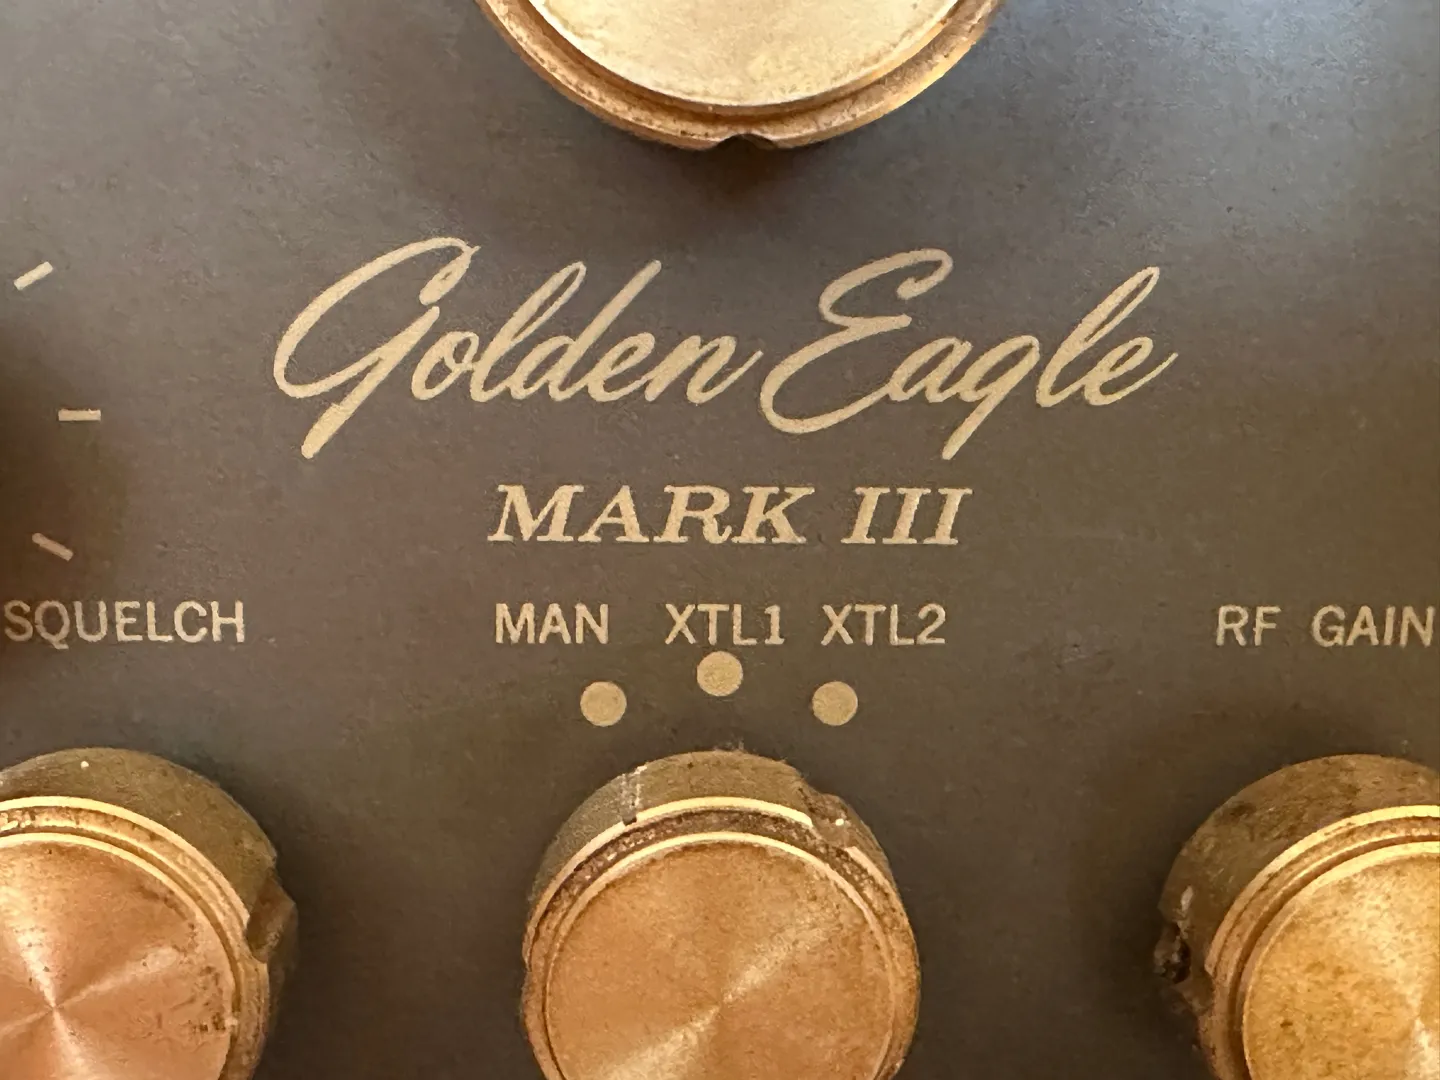 Golden Eagle
MARK III
SQUELCH
MAN XTL1 XTL2
RF GAIN